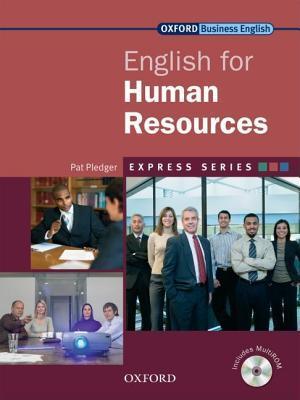 OXFORD Business English
English for
Human
Resources
Pat Pledger
EXPRESS SERIES
Includes MultiROM
OXFORD